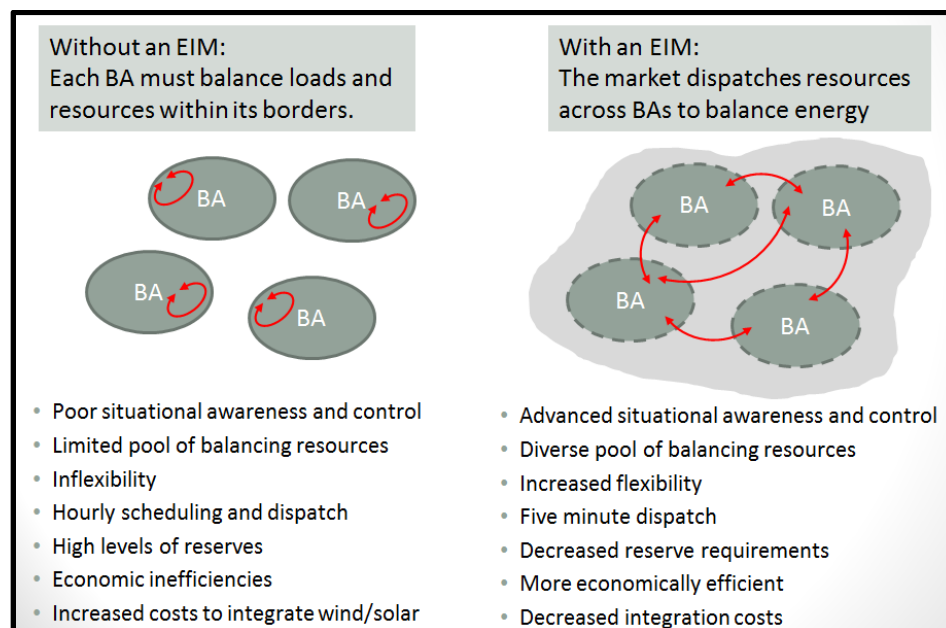 Without an EIM:
Each BA must balance loads and
resources within its borders.
BA
BA
BA
BA
• Poor situational awareness and control
• Limited pool of balancing resources
• Inflexibility
• Hourly scheduling and dispatch
• High levels of reserves
• Economic inefficiencies
• Increased costs to integrate wind/solar
With an EIM:
The market dispatches resources
across BAs to balance energy
BA
BA
BA
BA
• Advanced situational awareness and control
• Diverse pool of balancing resources
• Increased flexibility
• Five minute dispatch
• Decreased reserve requirements
• More economically efficient
• Decreased integration costs